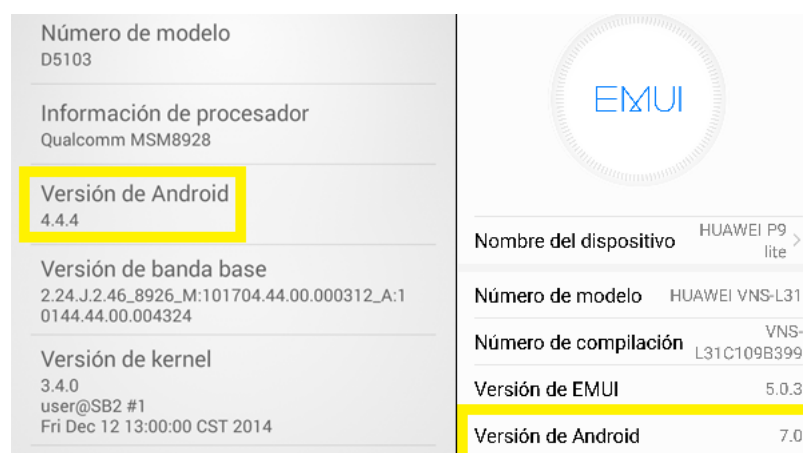 Número de modelo
D5103
Información de procesador
Qualcomm MSM8928
Versión de Android
4.4.4
Versión de banda base
2.24.J.2.46_8926_M:101704.44.00.000312_A:1
0144.44.00.004324
Versión de kernel
3.4.0
user@SB2 #1
Fri Dec 12 13:00:00 CST 2014
EMUI
Nombre del dispositivo HUAWEI P9
lite
Número de modelo HUAWEI VNS-L31
Número de compilación VNS-
L31C109B399
Versión de EMUI 5.0.3
Versión de Android 7.0